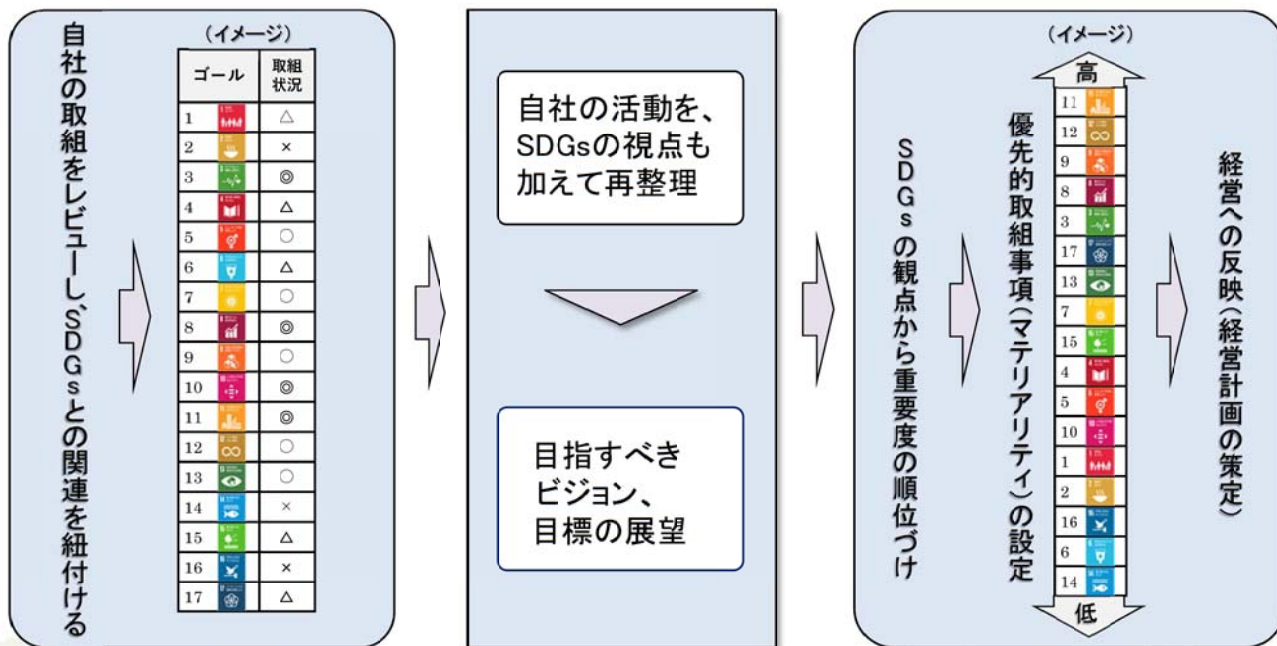 自社の取組をレビューし、SDGsとの関連を紐付ける
（イメージ）
ゴール 取組状況
1 △
2 ×
3 ◎
4 △
5 ○
6 △
7 ○
8 ◎
9 ○
10 ◎
11 ◎
12 ○
13 ○
14 ×
15 △
16 ×
17 △
自社の活動を、
SDGsの視点も
加えて再整理
目指すべき
ビジョン、
目標の展望
SDGsの観点から重要度の順位づけ
優先的取組事項（マテリアリティ）の設定
（イメージ）
高
11
12
9
8
3
17
13
7
15
4
5
10
1
2
16
6
14
低
経営への反映（経営計画の策定）